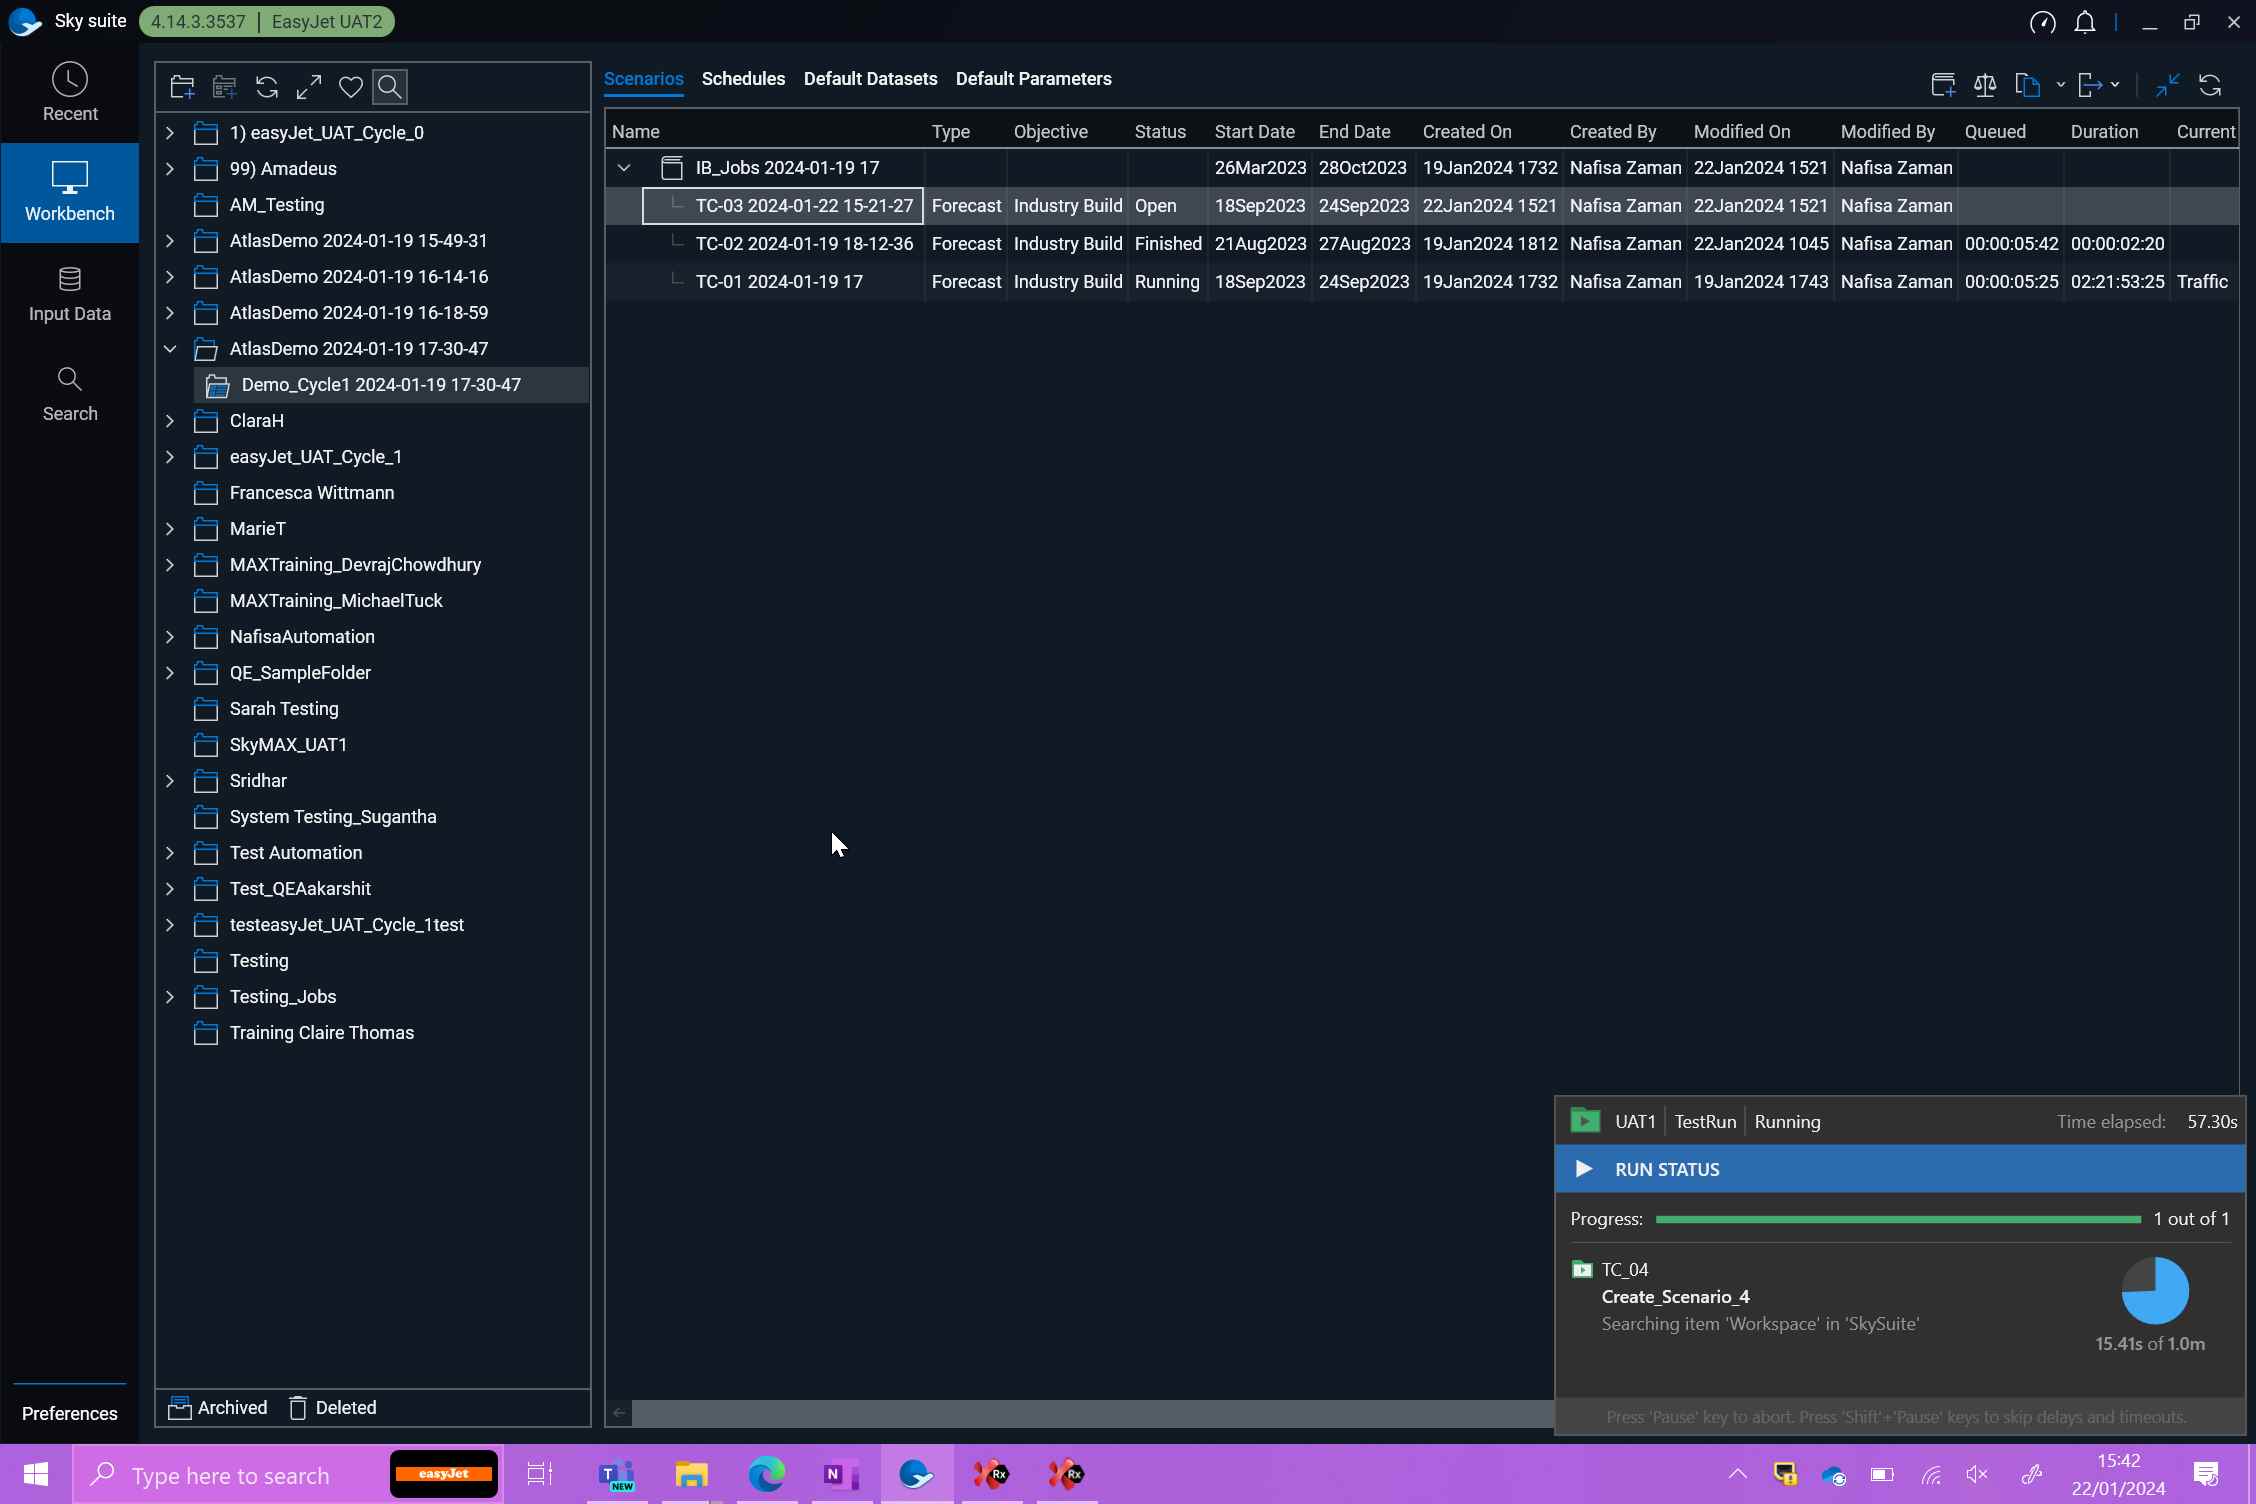 Sky suite 4.14.3.3537 | EasyJet UAT2
Recent
Workbench
Input Data
Search
Preferences
1) easyJet_UAT_Cycle_0
99) Amadeus
AM_Testing
AtlasDemo 2024-01-19 15-49-31
AtlasDemo 2024-01-19 16-14-16
AtlasDemo 2024-01-19 16-18-59
AtlasDemo 2024-01-19 17-30-47
Demo_Cycle1 2024-01-19 17-30-47
ClaraH
easyJet_UAT_Cycle_1
Francesca Wittmann
MarieT
MAXTraining_DevrajChowdhury
MAXTraining_MichaelTuck
NafisaAutomation
QE_SampleFolder
Sarah Testing
SkyMAX_UAT1
Sridhar
System Testing_Sugantha
Test Automation
Test_QEAakarshit
testeasyJet_UAT_Cycle_1test
Testing
Testing_Jobs
Training Claire Thomas
Archived Deleted
Scenarios Schedules Default Datasets Default Parameters
Name Type Objective Status Start Date End Date Created On Created By Modified On Modified By Queued Duration Current
IB_Jobs 2024-01-19 17 26Mar2023 28Oct2023 19Jan2024 1732 Nafisa Zaman 22Jan2024 1521 Nafisa Zaman
TC-03 2024-01-22 15-21-27 Forecast Industry Build Open 18Sep2023 24Sep2023 22Jan2024 1521 Nafisa Zaman 22Jan2024 1521 Nafisa Zaman
TC-02 2024-01-19 18-12-36 Forecast Industry Build Finished 21Aug2023 27Aug2023 19Jan2024 1812 Nafisa Zaman 22Jan2024 1045 Nafisa Zaman 00:00:05:42 00:00:02:20
TC-01 2024-01-19 17 Forecast Industry Build Running 18Sep2023 24Sep2023 19Jan2024 1732 Nafisa Zaman 19Jan2024 1743 Nafisa Zaman 00:00:05:25 02:21:53:25 Traffic
UAT1 | TestRun | Running Time elapsed: 57.30s
RUN STATUS
Progress: 1 out of 1
TC_04
Create_Scenario_4
Searching item 'Workspace' in 'SkySuite'
15.41s of 1.0m
Press 'Pause' key to abort. Press 'Shift'+'Pause' keys to skip delays and timeouts.
Type here to search easyJet
T NEW
N
Rx
Rx
15:42
22/01/2024